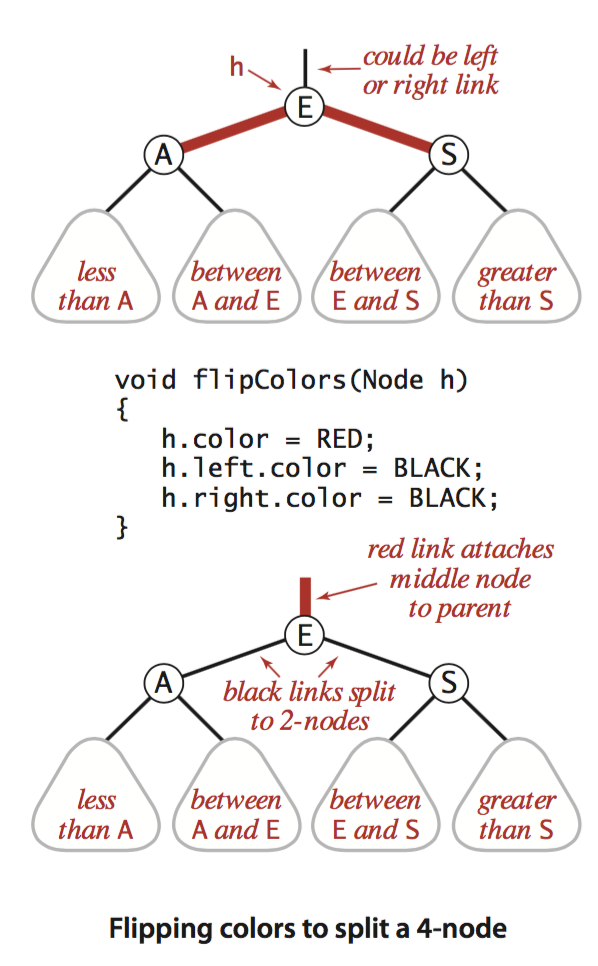 could be left
or right link
h
E
A
S
less
than A
between
A and E
between
E and S
greater
than S
void flipColors(Node h)
{
   h.color = RED;
   h.left.color = BLACK;
   h.right.color = BLACK;
}
red link attaches
middle node
to parent
E
A
S
black links split
to 2-nodes
less
than A
between
A and E
between
E and S
greater
than S
Flipping colors to split a 4-node